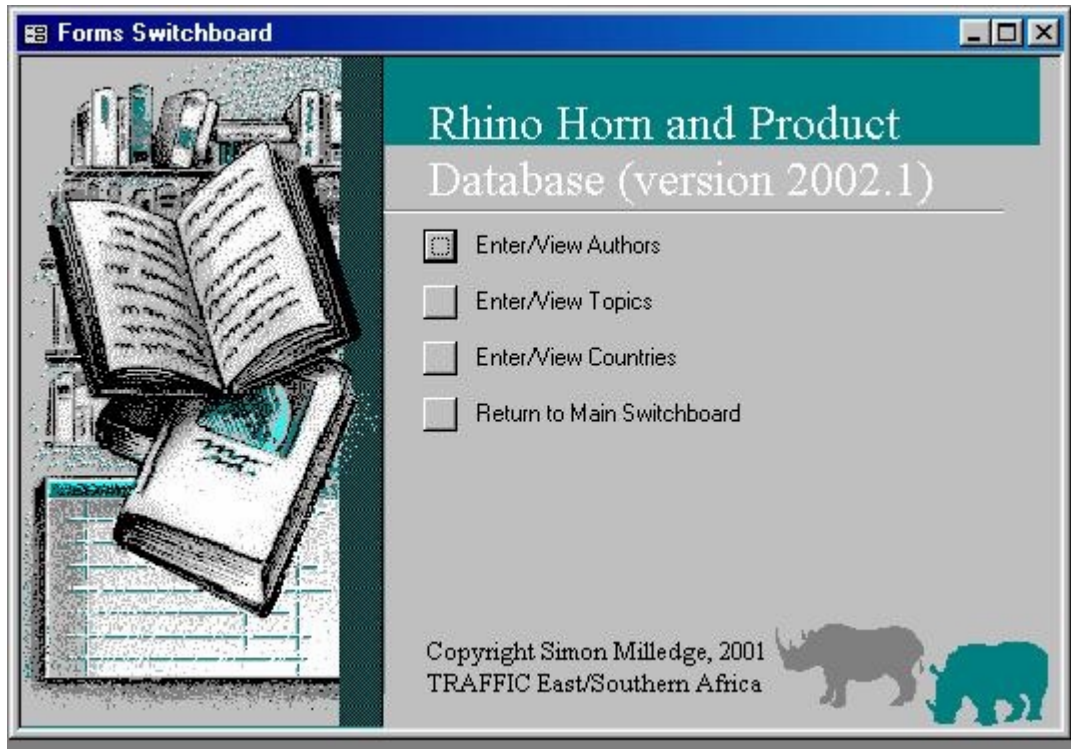 Forms Switchboard
Rhino Horn and Product
Database (version 2002.1)
Enter/View Authors
Enter/View Topics
Enter/View Countries
Return to Main Switchboard
Copyright Simon Milledge, 2001
TRAFFIC East/Southern Africa